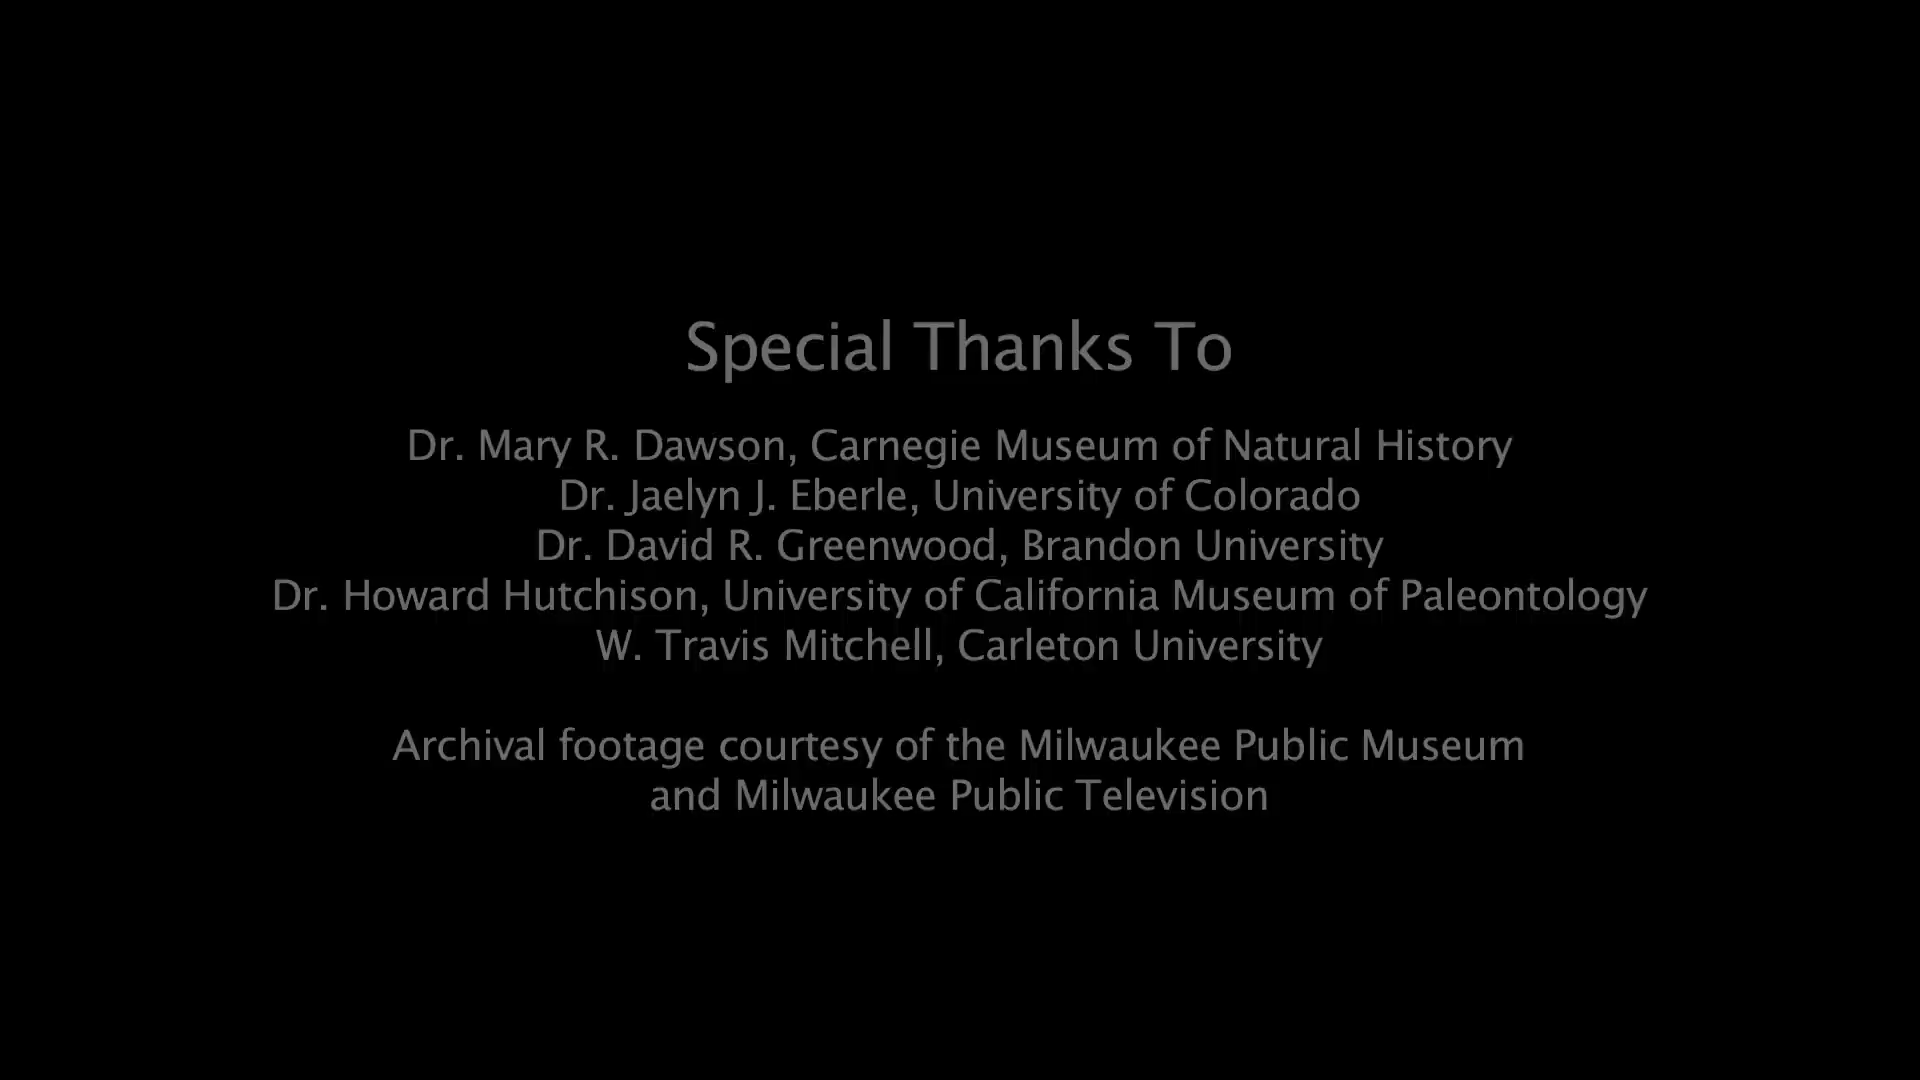 Special Thanks To
Dr. Mary R. Dawson, Carnegie Museum of Natural History
Dr. Jaelyn J. Eberle, University of Colorado
Dr. David R. Greenwood, Brandon University
Dr. Howard Hutchison, University of California Museum of Paleontology
W. Travis Mitchell, Carleton University
Archival footage courtesy of the Milwaukee Public Museum
and Milwaukee Public Television